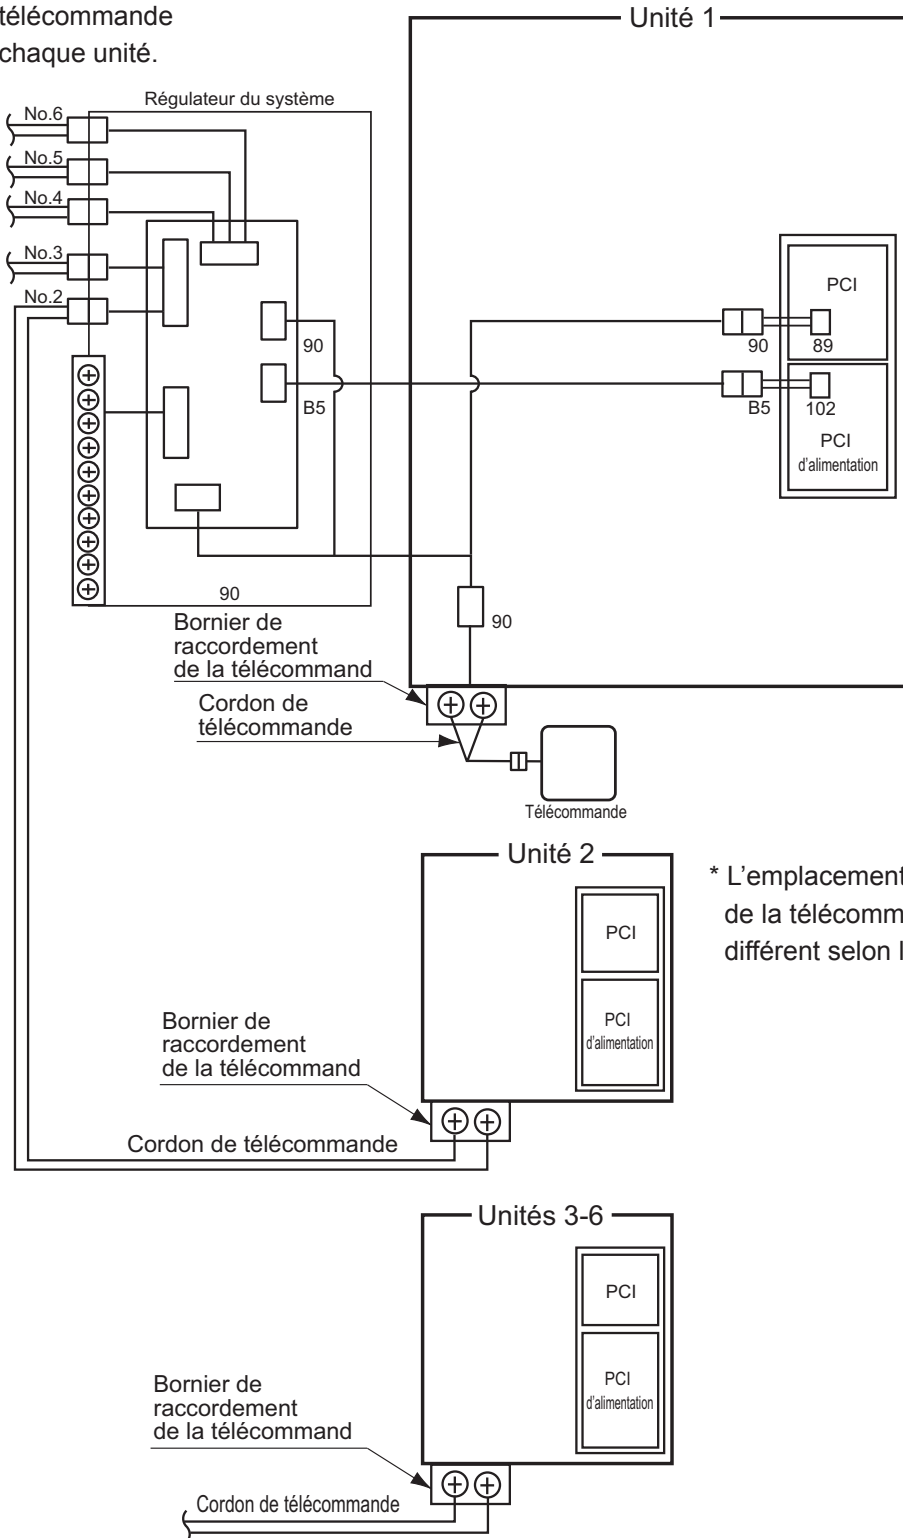 télécommande
chaque unité.
Unité 1
Régulateur du système
No.6
No.5
No.4
No.3
No.2
90
B5
90
90
89
B5
102
PCI
PCI
d’alimentation
90
Bornier de
raccordement
de la télécommand
Cordon de
télécommande
Télécommande
Unité 2
PCI
PCI
d’alimentation
* L’emplacement
de la télécomm
différent selon l
Bornier de
raccordement
de la télécommand
Cordon de télécommande
Unités 3-6
PCI
PCI
d’alimentation
Bornier de
raccordement
de la télécommand
Cordon de télécommande